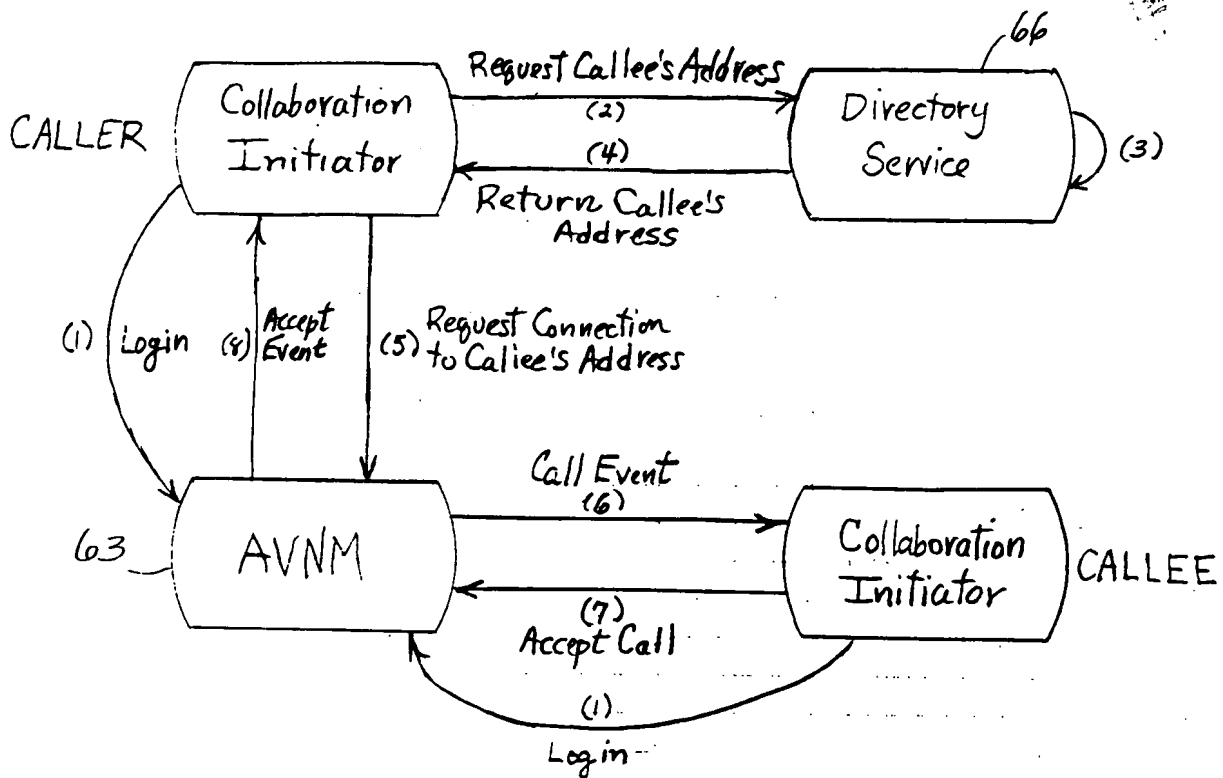 66
Request Callee's Address
(2)
Collaboration
Initiator
CALLER
Directory
Service
(3)
(4)
Return Callee's
Address
(1) Login
(8) Accept
Event
(5) Request Connection
to Caliee's Address
Call Event
(6)
63
AVNM
Collaboration
Initiator
CALLEE
(7)
Accept Call
(1)
Login